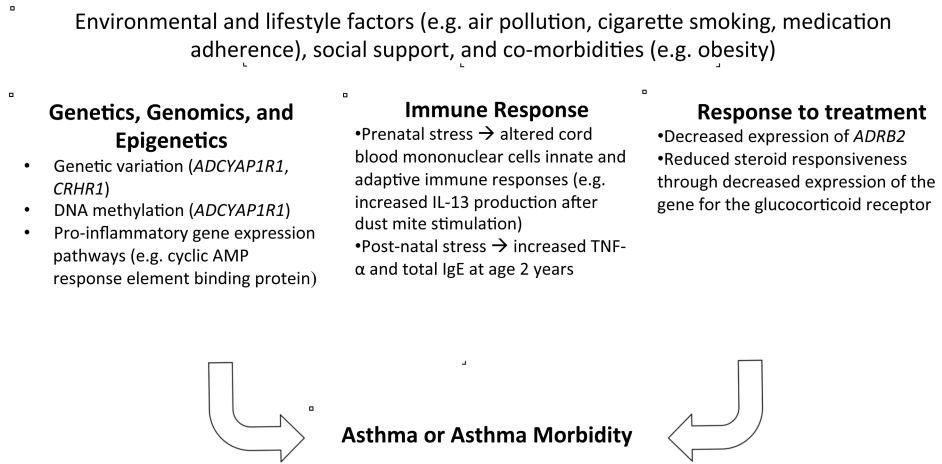 Environmental and lifestyle factors (e.g. air pollution, cigarette smoking, medication
adherence), social support, and co-morbidities (e.g. obesity)
Genetics, Genomics, and
Epigenetics
• Genetic variation (ADCYAP1R1,
CRHR1)
• DNA methylation (ADCYAP1R1)
• Pro-inflammatory gene expression
pathways (e.g. cyclic AMP
response element binding protein)
Immune Response
•Prenatal stress → altered cord
blood mononuclear cells innate and
adaptive immune responses (e.g.
increased IL-13 production after
dust mite stimulation)
•Post-natal stress → increased TNF-
α and total IgE at age 2 years
Response to treatment
•Decreased expression of ADRB2
•Reduced steroid responsiveness
through decreased expression of the
gene for the glucocorticoid receptor
Asthma or Asthma Morbidity